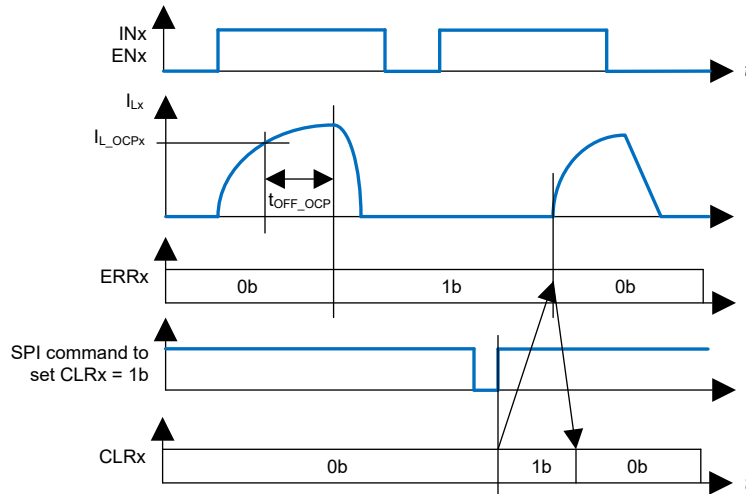 INx
ENx
ILx
IL_OCPx
tOFF_OCP
ERRx
0b
1b
0b
SPI command to
set CLRx = 1b
CLRx
0b
1b
0b